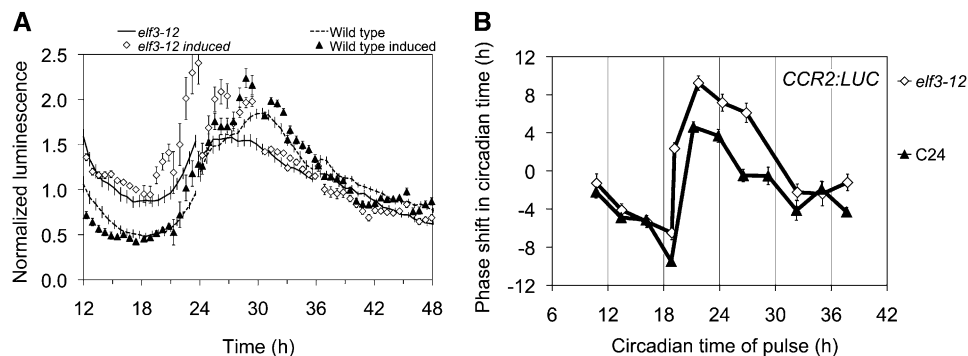 A
elf3-12
Wild type
elf3-12 induced
Wild type induced
Normalized luminescence
2.5
2.0
1.5
1.0
0.5
0.0
12 18 24 30 36 42 48
Time (h)
B
Phase shift in circadian time (h)
12
8
4
0
-4
-8
-12
CCR2:LUC
elf3-12
C24
6 12 18 24 30 36 42
Circadian time of pulse (h)